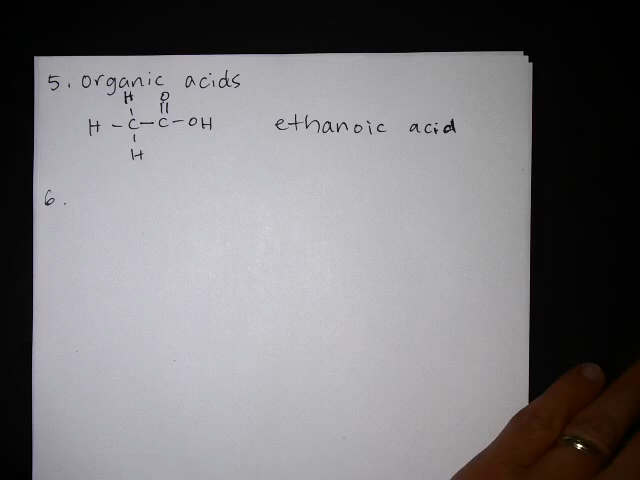 5. organic acids
H O
|| 
H - C - C - OH ethanoic acid
H
6.